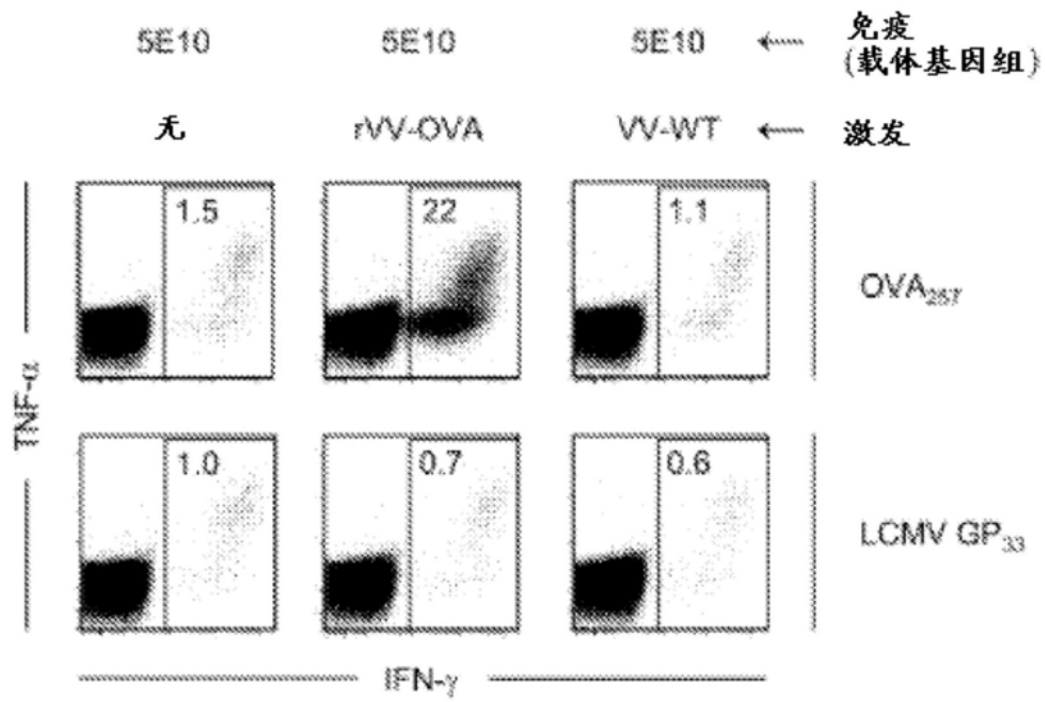 5E10 5E10 5E10 ← 免疫
(载体基因组)
无 rVV-OVA VV-WT ← 激发
1.5 22 1.1
OVA257
TNF-α
1.0 0.7 0.6
LCMV GP33
IFN-γ